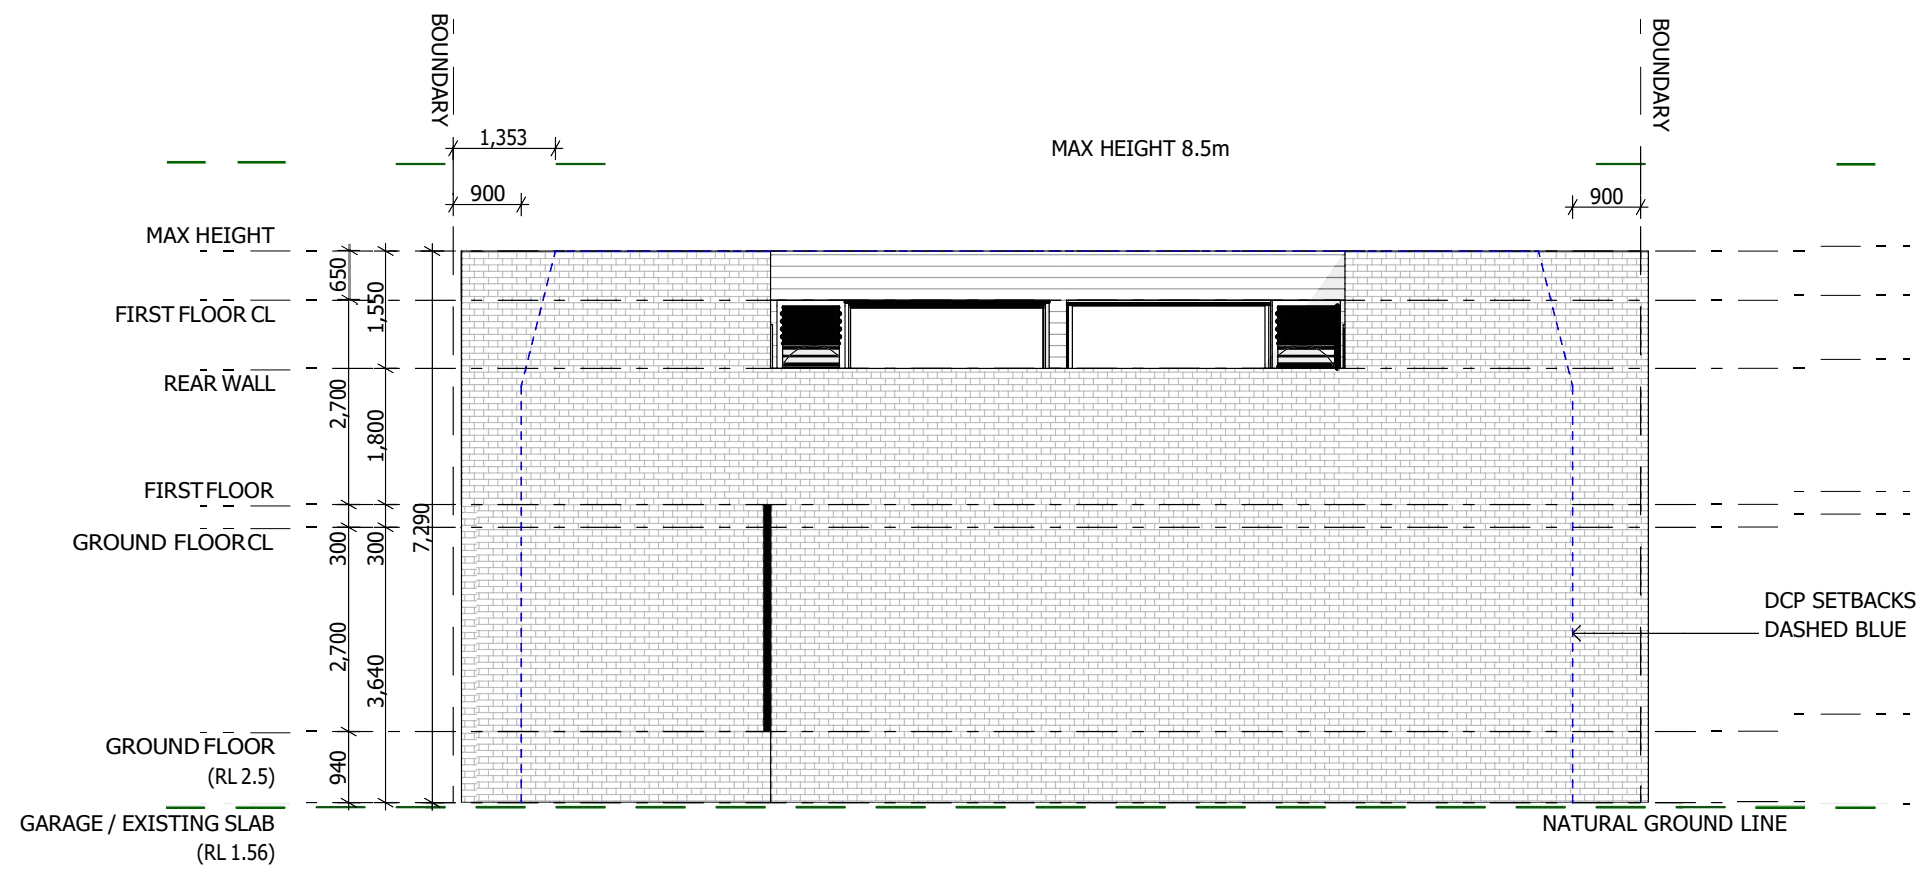 BOUNDARY
BOUNDARY
1,353
MAX HEIGHT 8.5m
900
900
MAX HEIGHT
650
1,550
FIRST FLOOR CL
REAR WALL
2,700
1,800
FIRST FLOOR
7,290
300
300
GROUND FLOOR CL
DCP SETBACKS
DASHED BLUE
2,700
3,640
GROUND FLOOR
(RL 2.5)
940
GARAGE / EXISTING SLAB
(RL 1.56)
NATURAL GROUND LINE